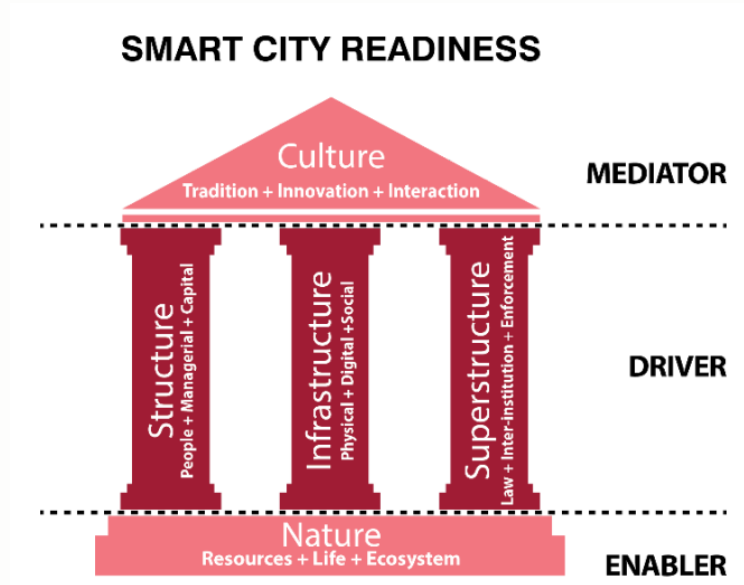 SMART CITY READINESS
Culture
Tradition + Innovation + Interaction
MEDIATOR
Structure
People + Managerial + Capital
Infrastructure
Physical + Digital +Social
Superstructure
Law + Inter-institution + Enforcement
DRIVER
Nature
Resources + Life + Ecosystem
ENABLER